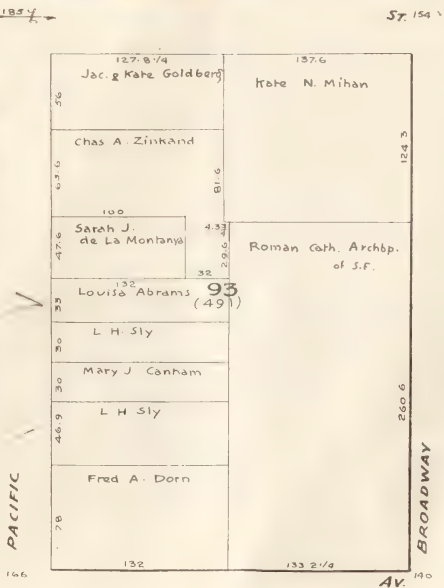 185 Y
ST. 154
127.8 1/4
137.6
Jac. & Kate Goldberg
Kate N. Mihan
56
124.3
Chas A. Zinkand
63.6
81.6
100
Sarah J.
de La Montanya
47.6
4.3
29.6
32
Roman Cath. Archbp.
of S.F.
132
Louisa Abrams
93
(491)
33
L H. Sly
30
Mary J Canham
30
L H Sly
46.9
260.6
Fred A. Dorn
78
PACIFIC
BROADWAY
132
133 2 1/4
166
AV. 140